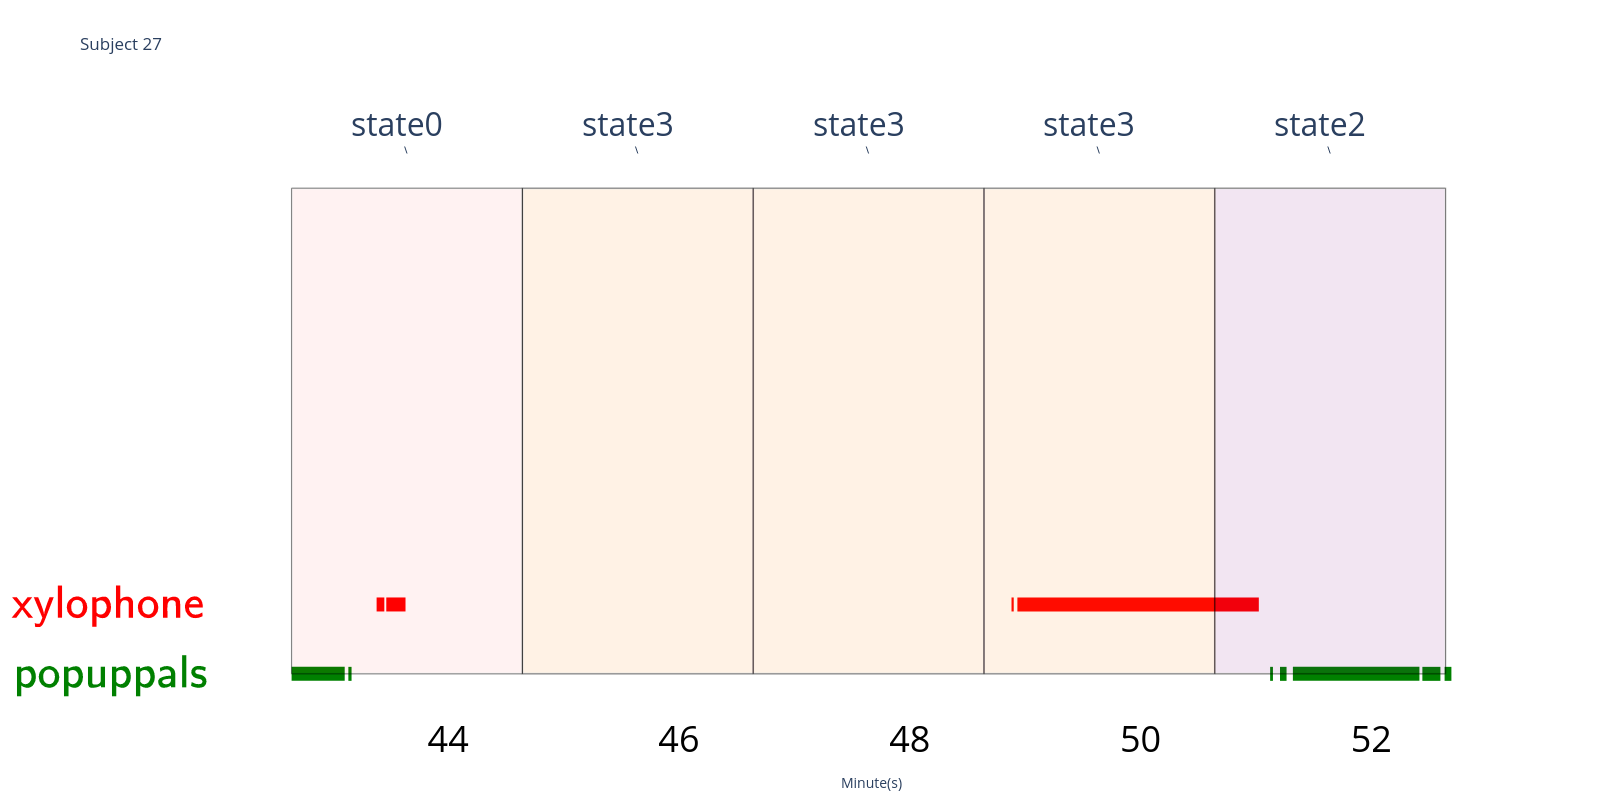 Subject 27
state0 state3 state3 state3 state2
xylophone
popuppals
44 46 48 50 52
Minute(s)